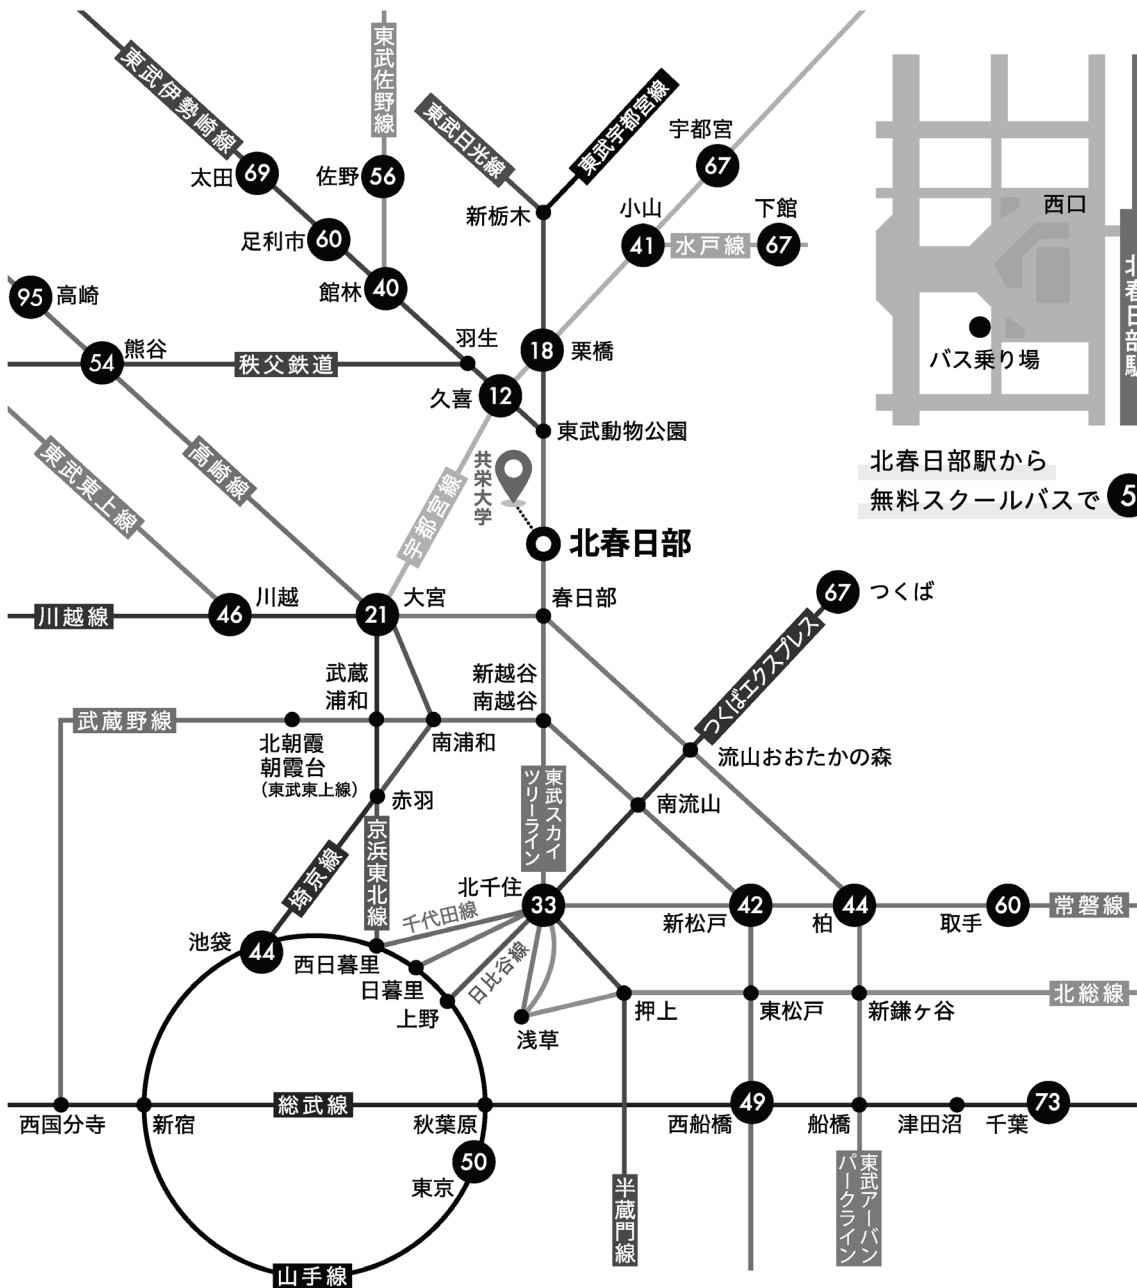 東武伊勢崎線
東武佐野線
東武日光線
東武宇都宮線
宇都宮
67
太田
69
佐野
56
新栃木
小山
41
水戸線
下館
67
足利市
60
館林
40
95
高崎
熊谷
54
秩父鉄道
羽生
18
栗橋
久喜
12
東武動物公園
東武東上線
高崎線
宇都宮線
共栄大学
北春日部
川越線
46
川越
21
大宮
春日部
67
つくば
つくばエクスプレス
武蔵
浦和
新越谷
南越谷
武蔵野線
北朝霞
朝霞台
(東武東上線)
南浦和
赤羽
流山おおたかの森
南流山
東武スカイ
ツリーライン
京浜東北線
埼京線
北千住
33
新松戸
42
柏
44
取手
60
常磐線
池袋
44
千代田線
西日暮里
日暮里
上野
日比谷線
浅草
押上
東松戸
新鎌ヶ谷
北総線
西国分寺
新宿
総武線
秋葉原
西船橋
49
船橋
津田沼
千葉
73
東京
50
半蔵門線
東武アーバン
パークライン
山手線
西口
北春日部駅
バス乗り場
北春日部駅から
無料スクールバスで
5